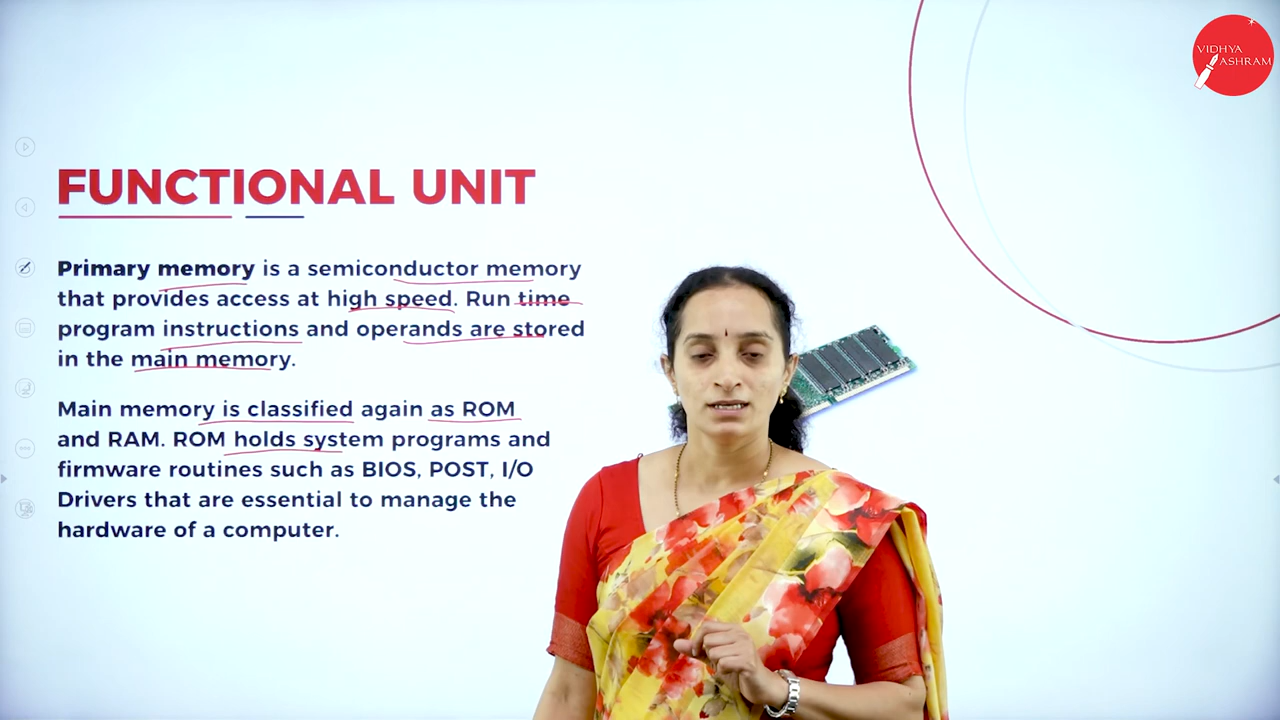 VIDHYA
ASHRAM
FUNCTIONAL UNIT
Primary memory is a semiconductor memory
that provides access at high speed. Run time
program instructions and operands are stored
in the main memory.
Main memory is classified again as ROM
and RAM. ROM holds system programs and
firmware routines such as BIOS, POST, I/O
Drivers that are essential to manage the
hardware of a computer.